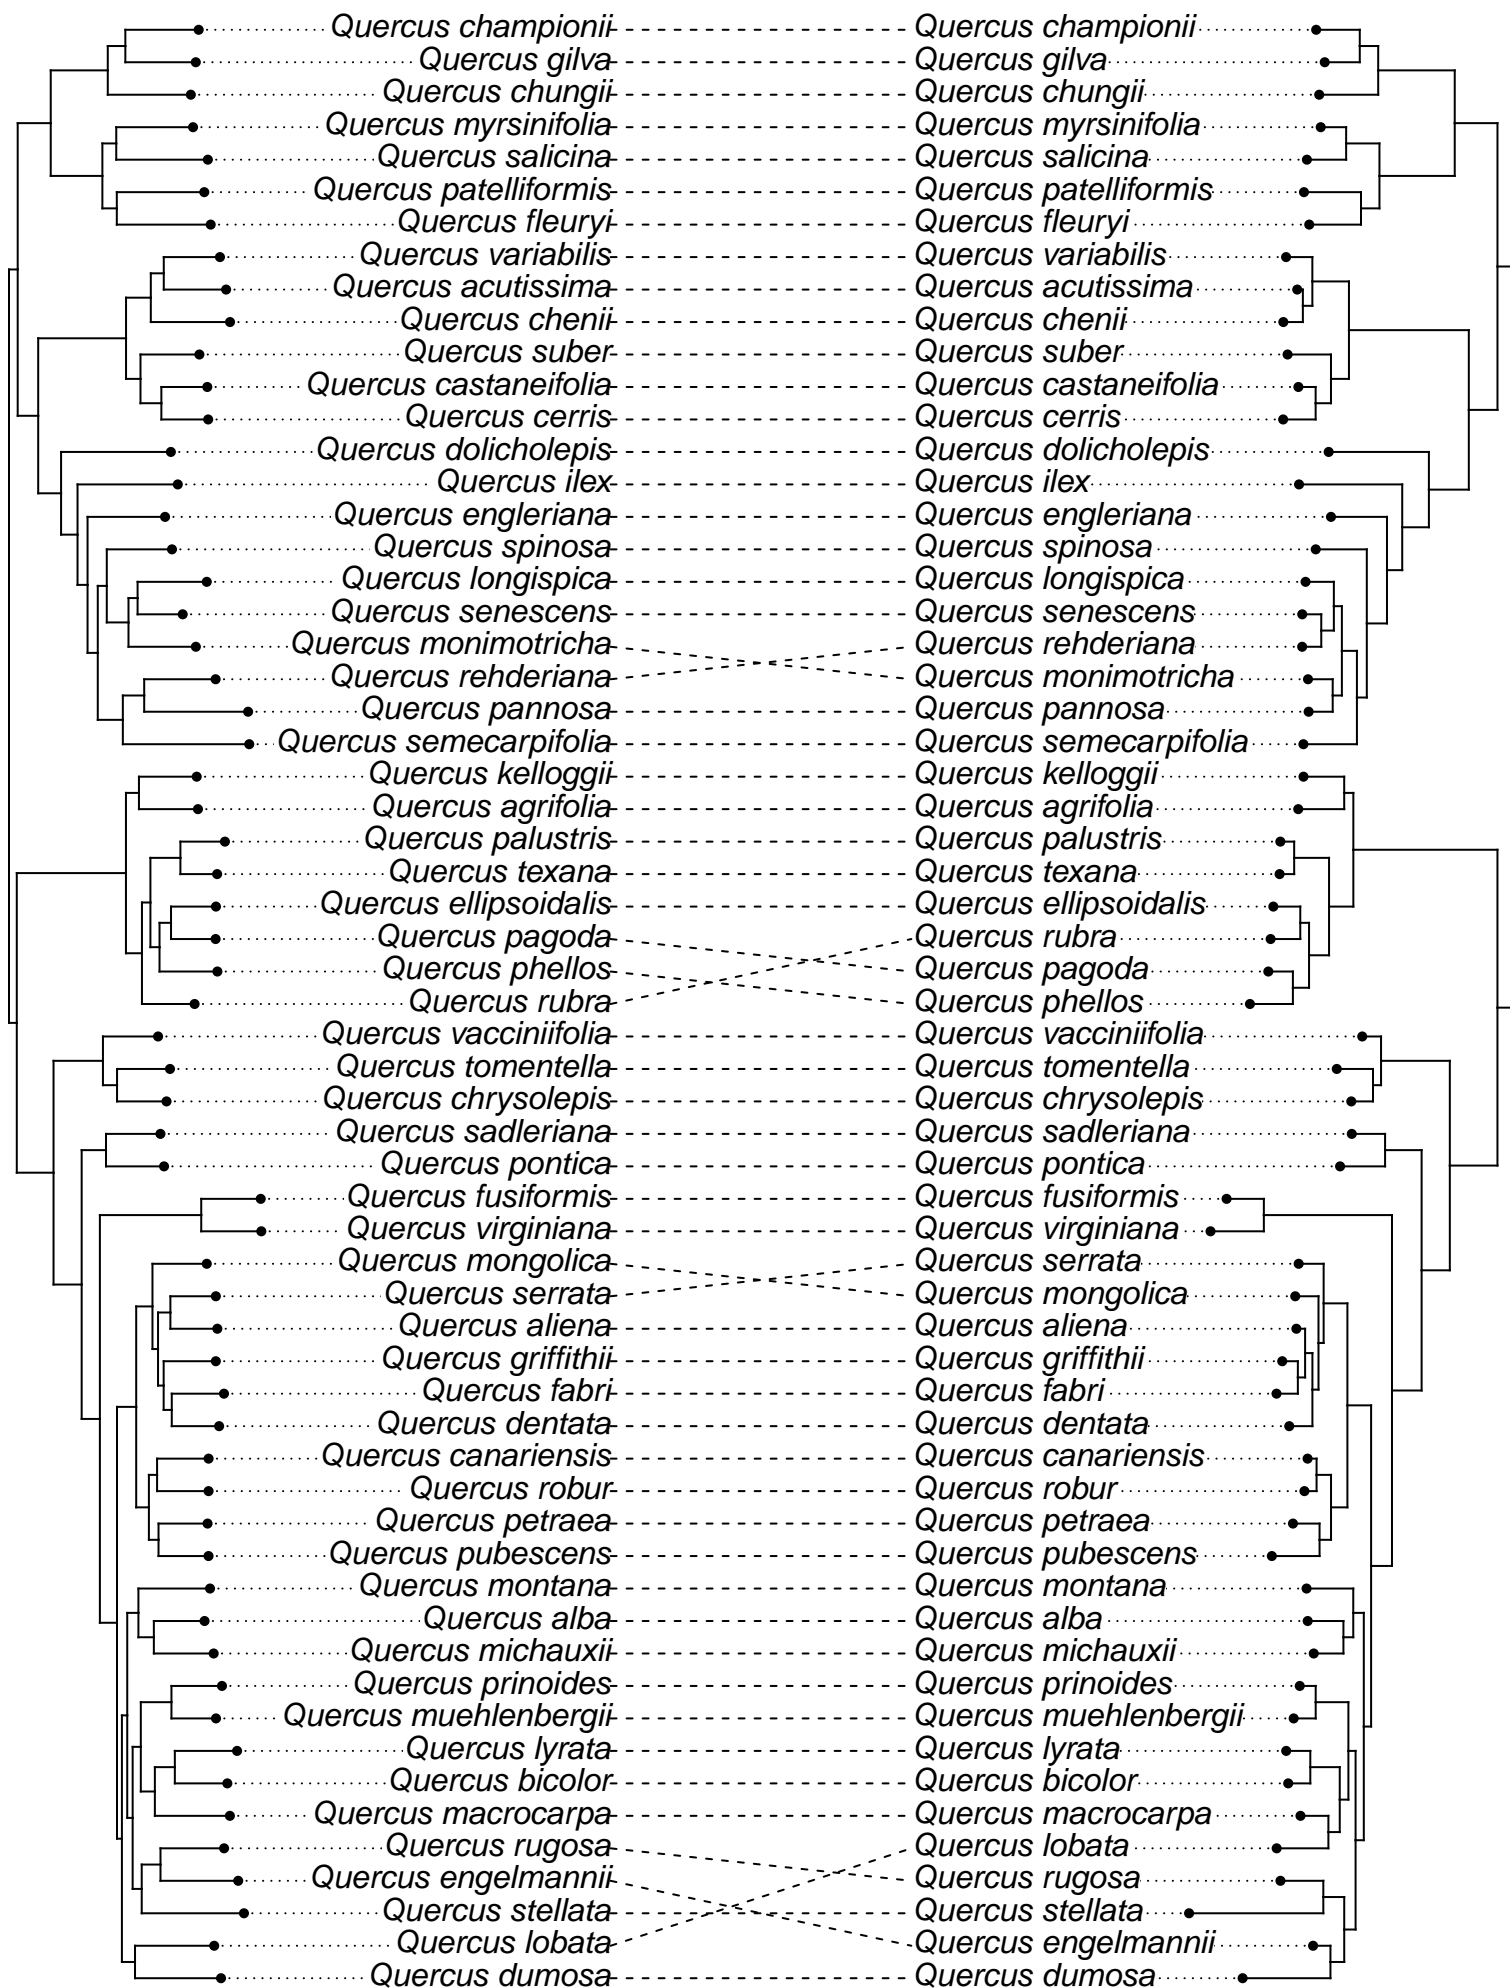 Quercus championii Quercus championii
Quercus gilva Quercus gilva
Quercus chungii Quercus chungii
Quercus myrsinifolia Quercus myrsinifolia
Quercus salicina Quercus salicina
Quercus patelliformis Quercus patelliformis
Quercus fleuryi Quercus fleuryi
Quercus variabilis Quercus variabilis
Quercus acutissima Quercus acutissima
Quercus chenii Quercus chenii
Quercus suber Quercus suber
Quercus castaneifolia Quercus castaneifolia
Quercus cerris Quercus cerris
Quercus dolicholepis Quercus dolicholepis
Quercus ilex Quercus ilex
Quercus engleriana Quercus engleriana
Quercus spinosa Quercus spinosa
Quercus longispica Quercus longispica
Quercus senescens Quercus senescens
Quercus monimotricha Quercus rehderiana
Quercus rehderiana Quercus monimotricha
Quercus pannosa Quercus pannosa
Quercus semecarpifolia Quercus semecarpifolia
Quercus kelloggii Quercus kelloggii
Quercus agrifolia Quercus agrifolia
Quercus palustris Quercus palustris
Quercus texana Quercus texana
Quercus ellipsoidalis Quercus ellipsoidalis
Quercus pagoda Quercus rubra
Quercus phellos Quercus pagoda
Quercus rubra Quercus phellos
Quercus vacciniifolia Quercus vacciniifolia
Quercus tomentella Quercus tomentella
Quercus chrysolepis Quercus chrysolepis
Quercus sadleriana Quercus sadleriana
Quercus pontica Quercus pontica
Quercus fusiformis Quercus fusiformis
Quercus virginiana Quercus virginiana
Quercus mongolica Quercus serrata
Quercus serrata Quercus mongolica
Quercus aliena Quercus aliena
Quercus griffithii Quercus griffithii
Quercus fabri Quercus fabri
Quercus dentata Quercus dentata
Quercus canariensis Quercus canariensis
Quercus robur Quercus robur
Quercus petraea Quercus petraea
Quercus pubescens Quercus pubescens
Quercus montana Quercus montana
Quercus alba Quercus alba
Quercus michauxii Quercus michauxii
Quercus prinoides Quercus prinoides
Quercus muehlenbergii Quercus muehlenbergii
Quercus lyrata Quercus lyrata
Quercus bicolor Quercus bicolor
Quercus macrocarpa Quercus macrocarpa
Quercus rugosa Quercus lobata
Quercus engelmannii Quercus rugosa
Quercus stellata Quercus stellata
Quercus lobata Quercus engelmannii
Quercus dumosa Quercus dumosa